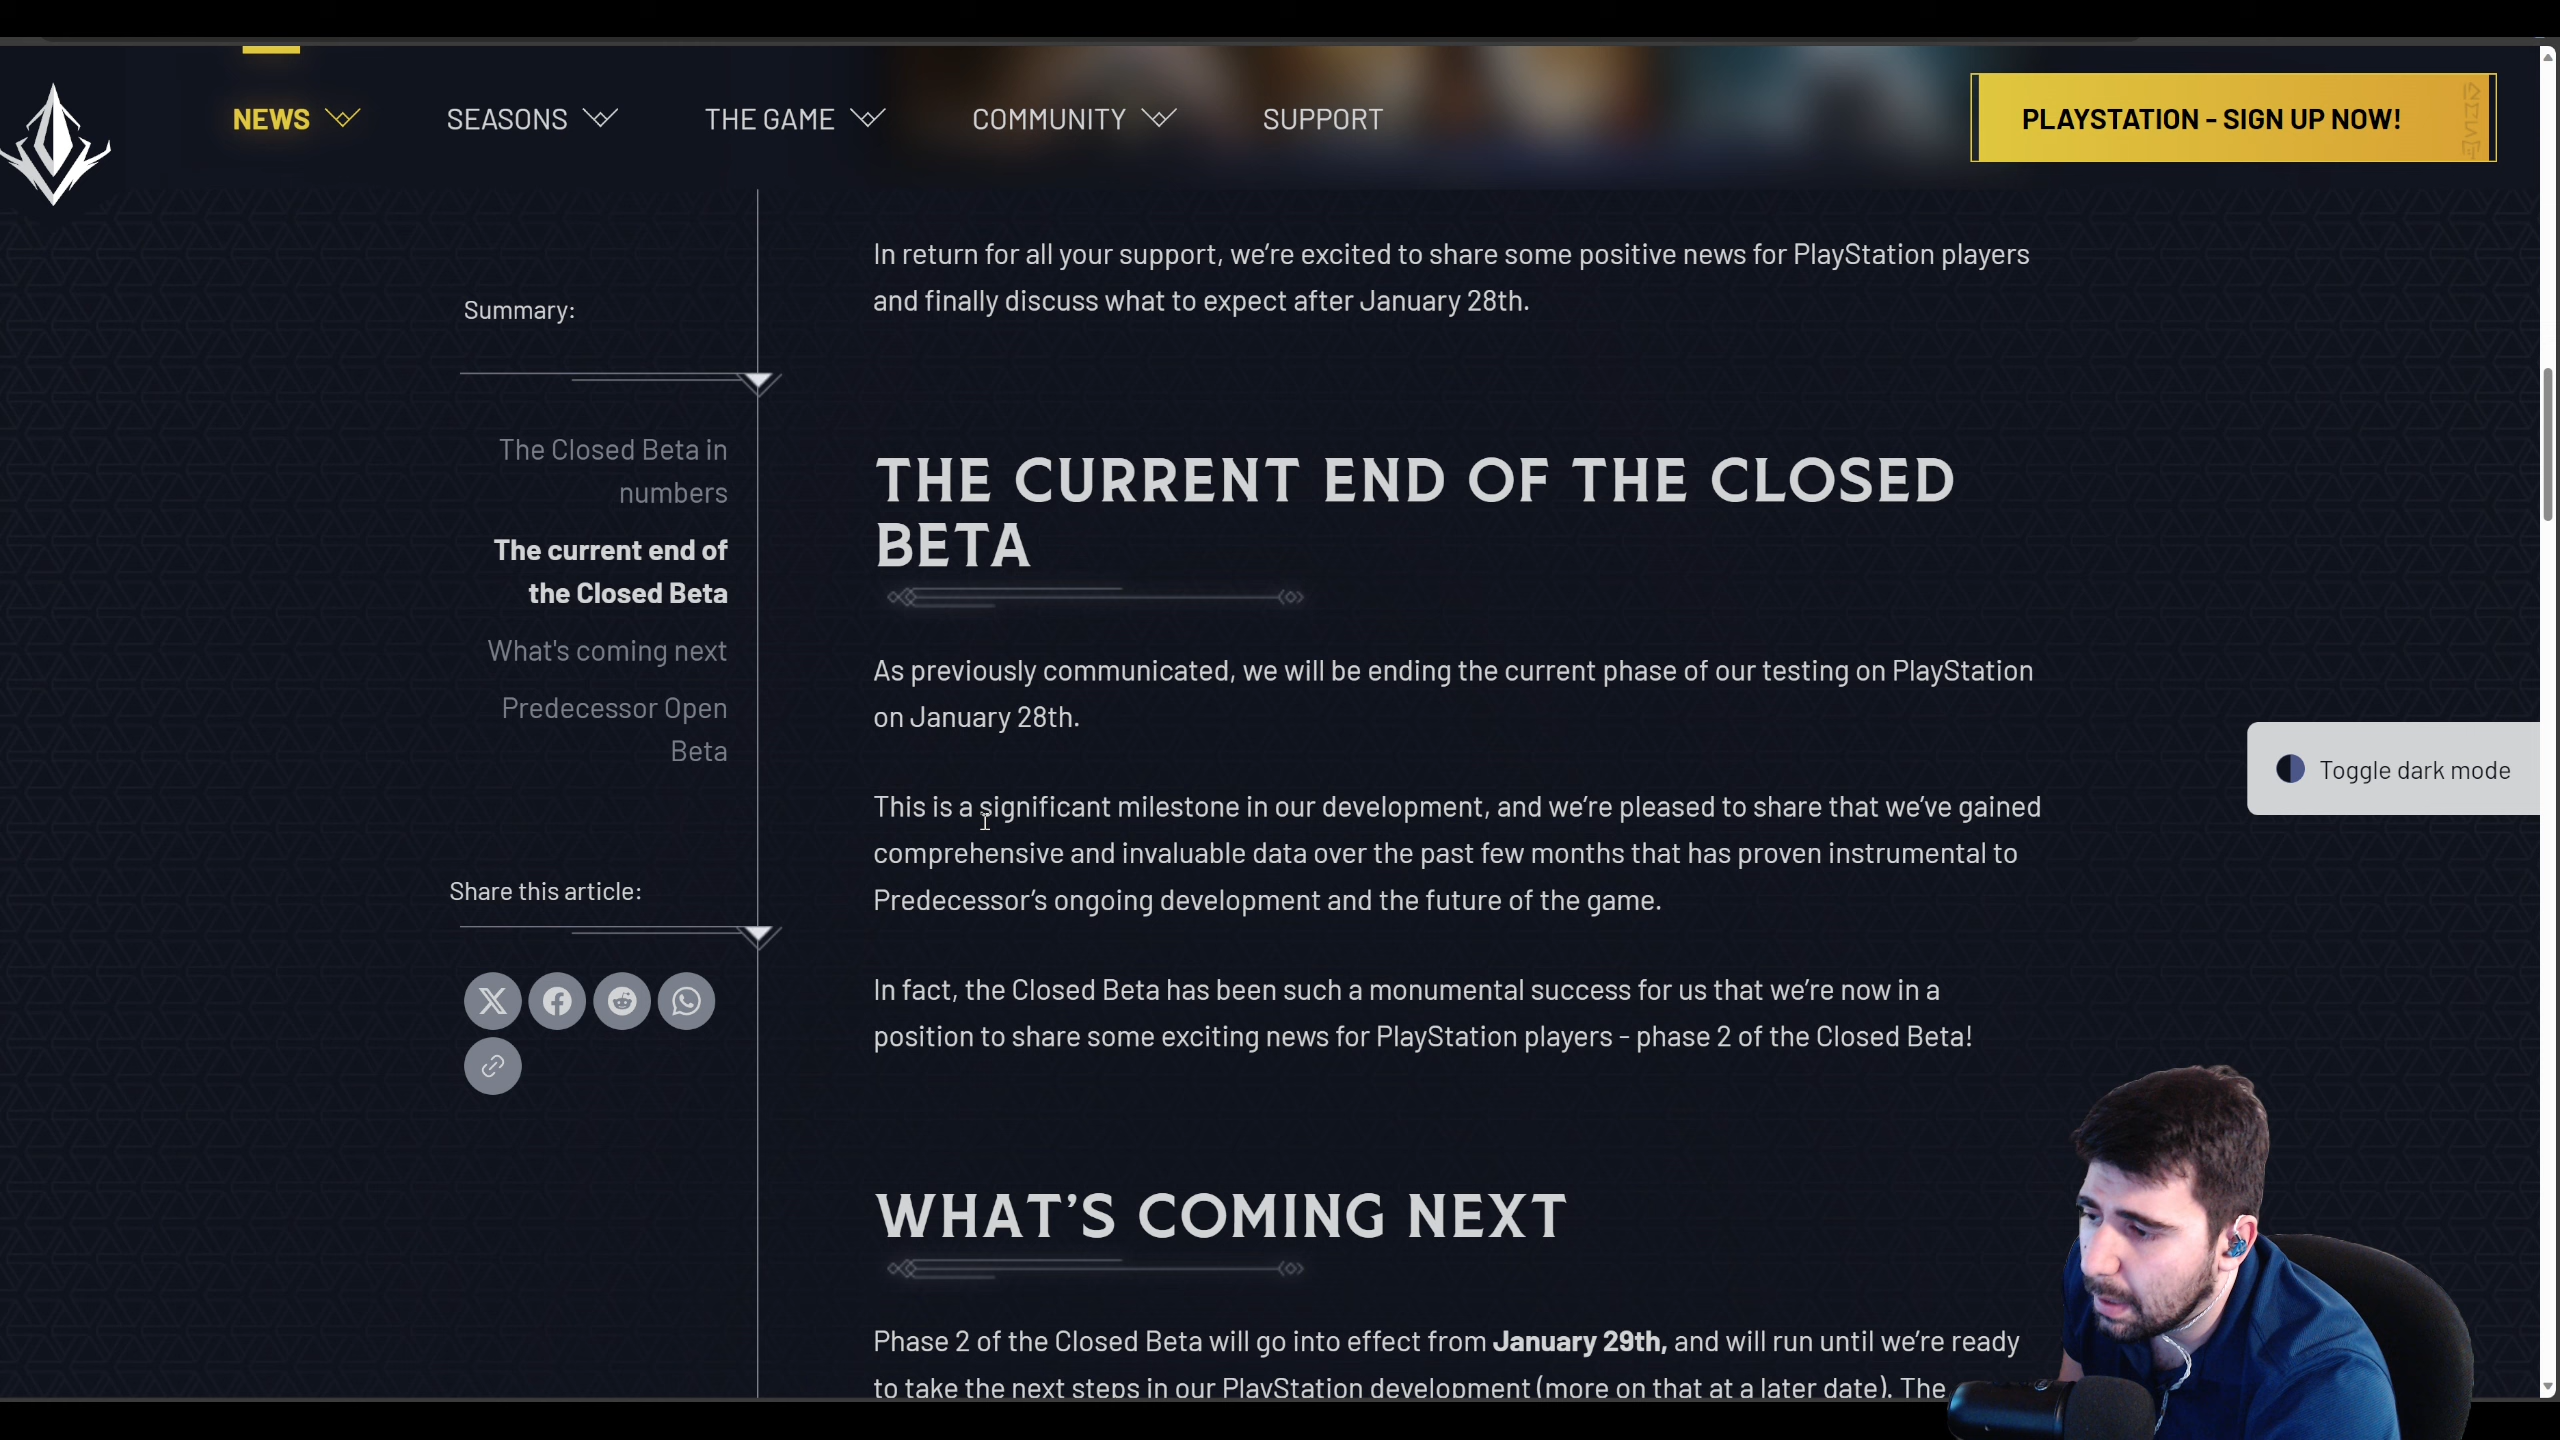 NEWS
SEASONS
THE GAME
COMMUNITY
SUPPORT
PLAYSTATION - SIGN UP NOW!
Summary:
The Closed Beta in
numbers
The current end of
the Closed Beta
What's coming next
Predecessor Open
Beta
Share this article:
In return for all your support, we’re excited to share some positive news for PlayStation players
and finally discuss what to expect after January 28th.
THE CURRENT END OF THE CLOSED
BETA
As previously communicated, we will be ending the current phase of our testing on PlayStation
on January 28th.
This is a significant milestone in our development, and we’re pleased to share that we’ve gained
comprehensive and invaluable data over the past few months that has proven instrumental to
Predecessor’s ongoing development and the future of the game.
In fact, the Closed Beta has been such a monumental success for us that we’re now in a
position to share some exciting news for PlayStation players - phase 2 of the Closed Beta!
WHAT’S COMING NEXT
Phase 2 of the Closed Beta will go into effect from January 29th, and will run until we’re ready
to take the next steps in our PlayStation development (more on that at a later date). The
Toggle dark mode